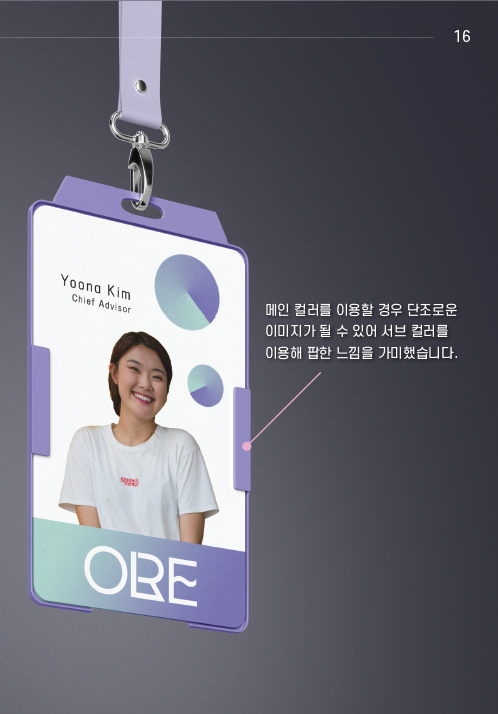 16
Yoona Kim
Chief Advisor
메인 컬러를 이용할 경우 단조로운
이미지가 될 수 있어 서브 컬러를
이용해 팝한 느낌을 가미했습니다.
ORE